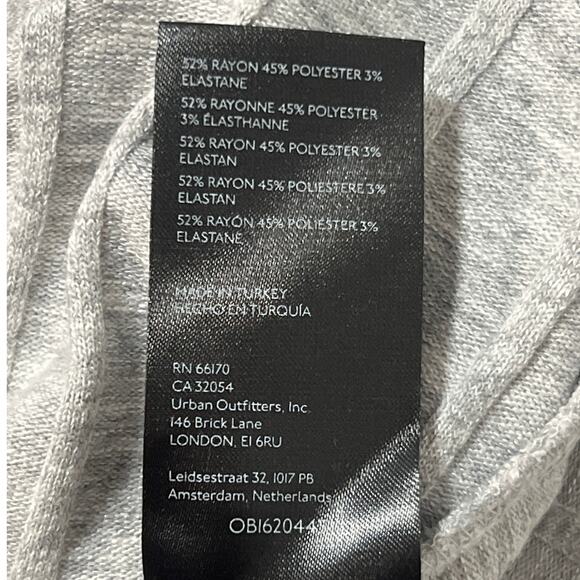 52% RAYON 45% POLYESTER 3%
ELASTANE
52% RAYONNE 45% POLYESTER
3% ÉLASTHANNE
52% RAYON 45% POLYESTER 3%
ELASTAN
52% RAYON 45% POLIESTERE 3%
ELASTAN
52% RAYÓN 45% POLIÉSTER 3%
ELASTANE
MADE IN TURKEY
HECHO EN TURQUÍA
RN 66170
CA 32054
Urban Outfitters, Inc
146 Brick Lane
LONDON, E1 6RU
Leidsestraat 32, 1017 PB
Amsterdam, Netherlands